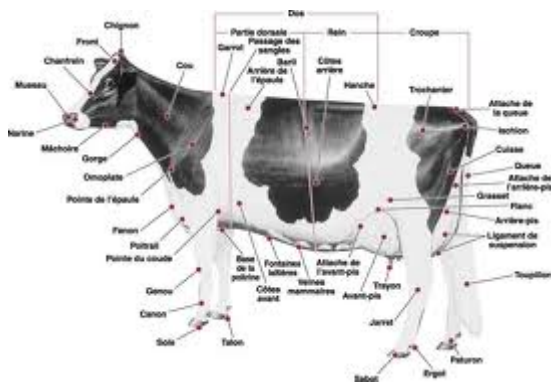 Dos
Chignon
Partie dorsale
Rein
Croupe
Front
Garrot
Passage des
sangles
Baril
Côtes
arrière
Chanfrein
Cou
Arrière de
l'épaule
Hanche
Trochanter
Museau
Attache de
la queue
Narine
Ischion
Mâchoire
Cuisse
Gorge
Queue
Omoplate
Attache de
l'arrière-pis
Pointe de l'épaule
Grasset
Flanc
Arrière-pis
Fanon
Ligament de
suspension
Poitrail
Pointe du coude
Base
de la
poitrine
Fontaines
laitières
Attache de
l'avant-pis
Côtes
avant
Veines
mammaires
Avant-pis
Trayon
Toupillon
Genou
Canon
Jarret
Sole
Talon
Paturon
Sabot
Ergot